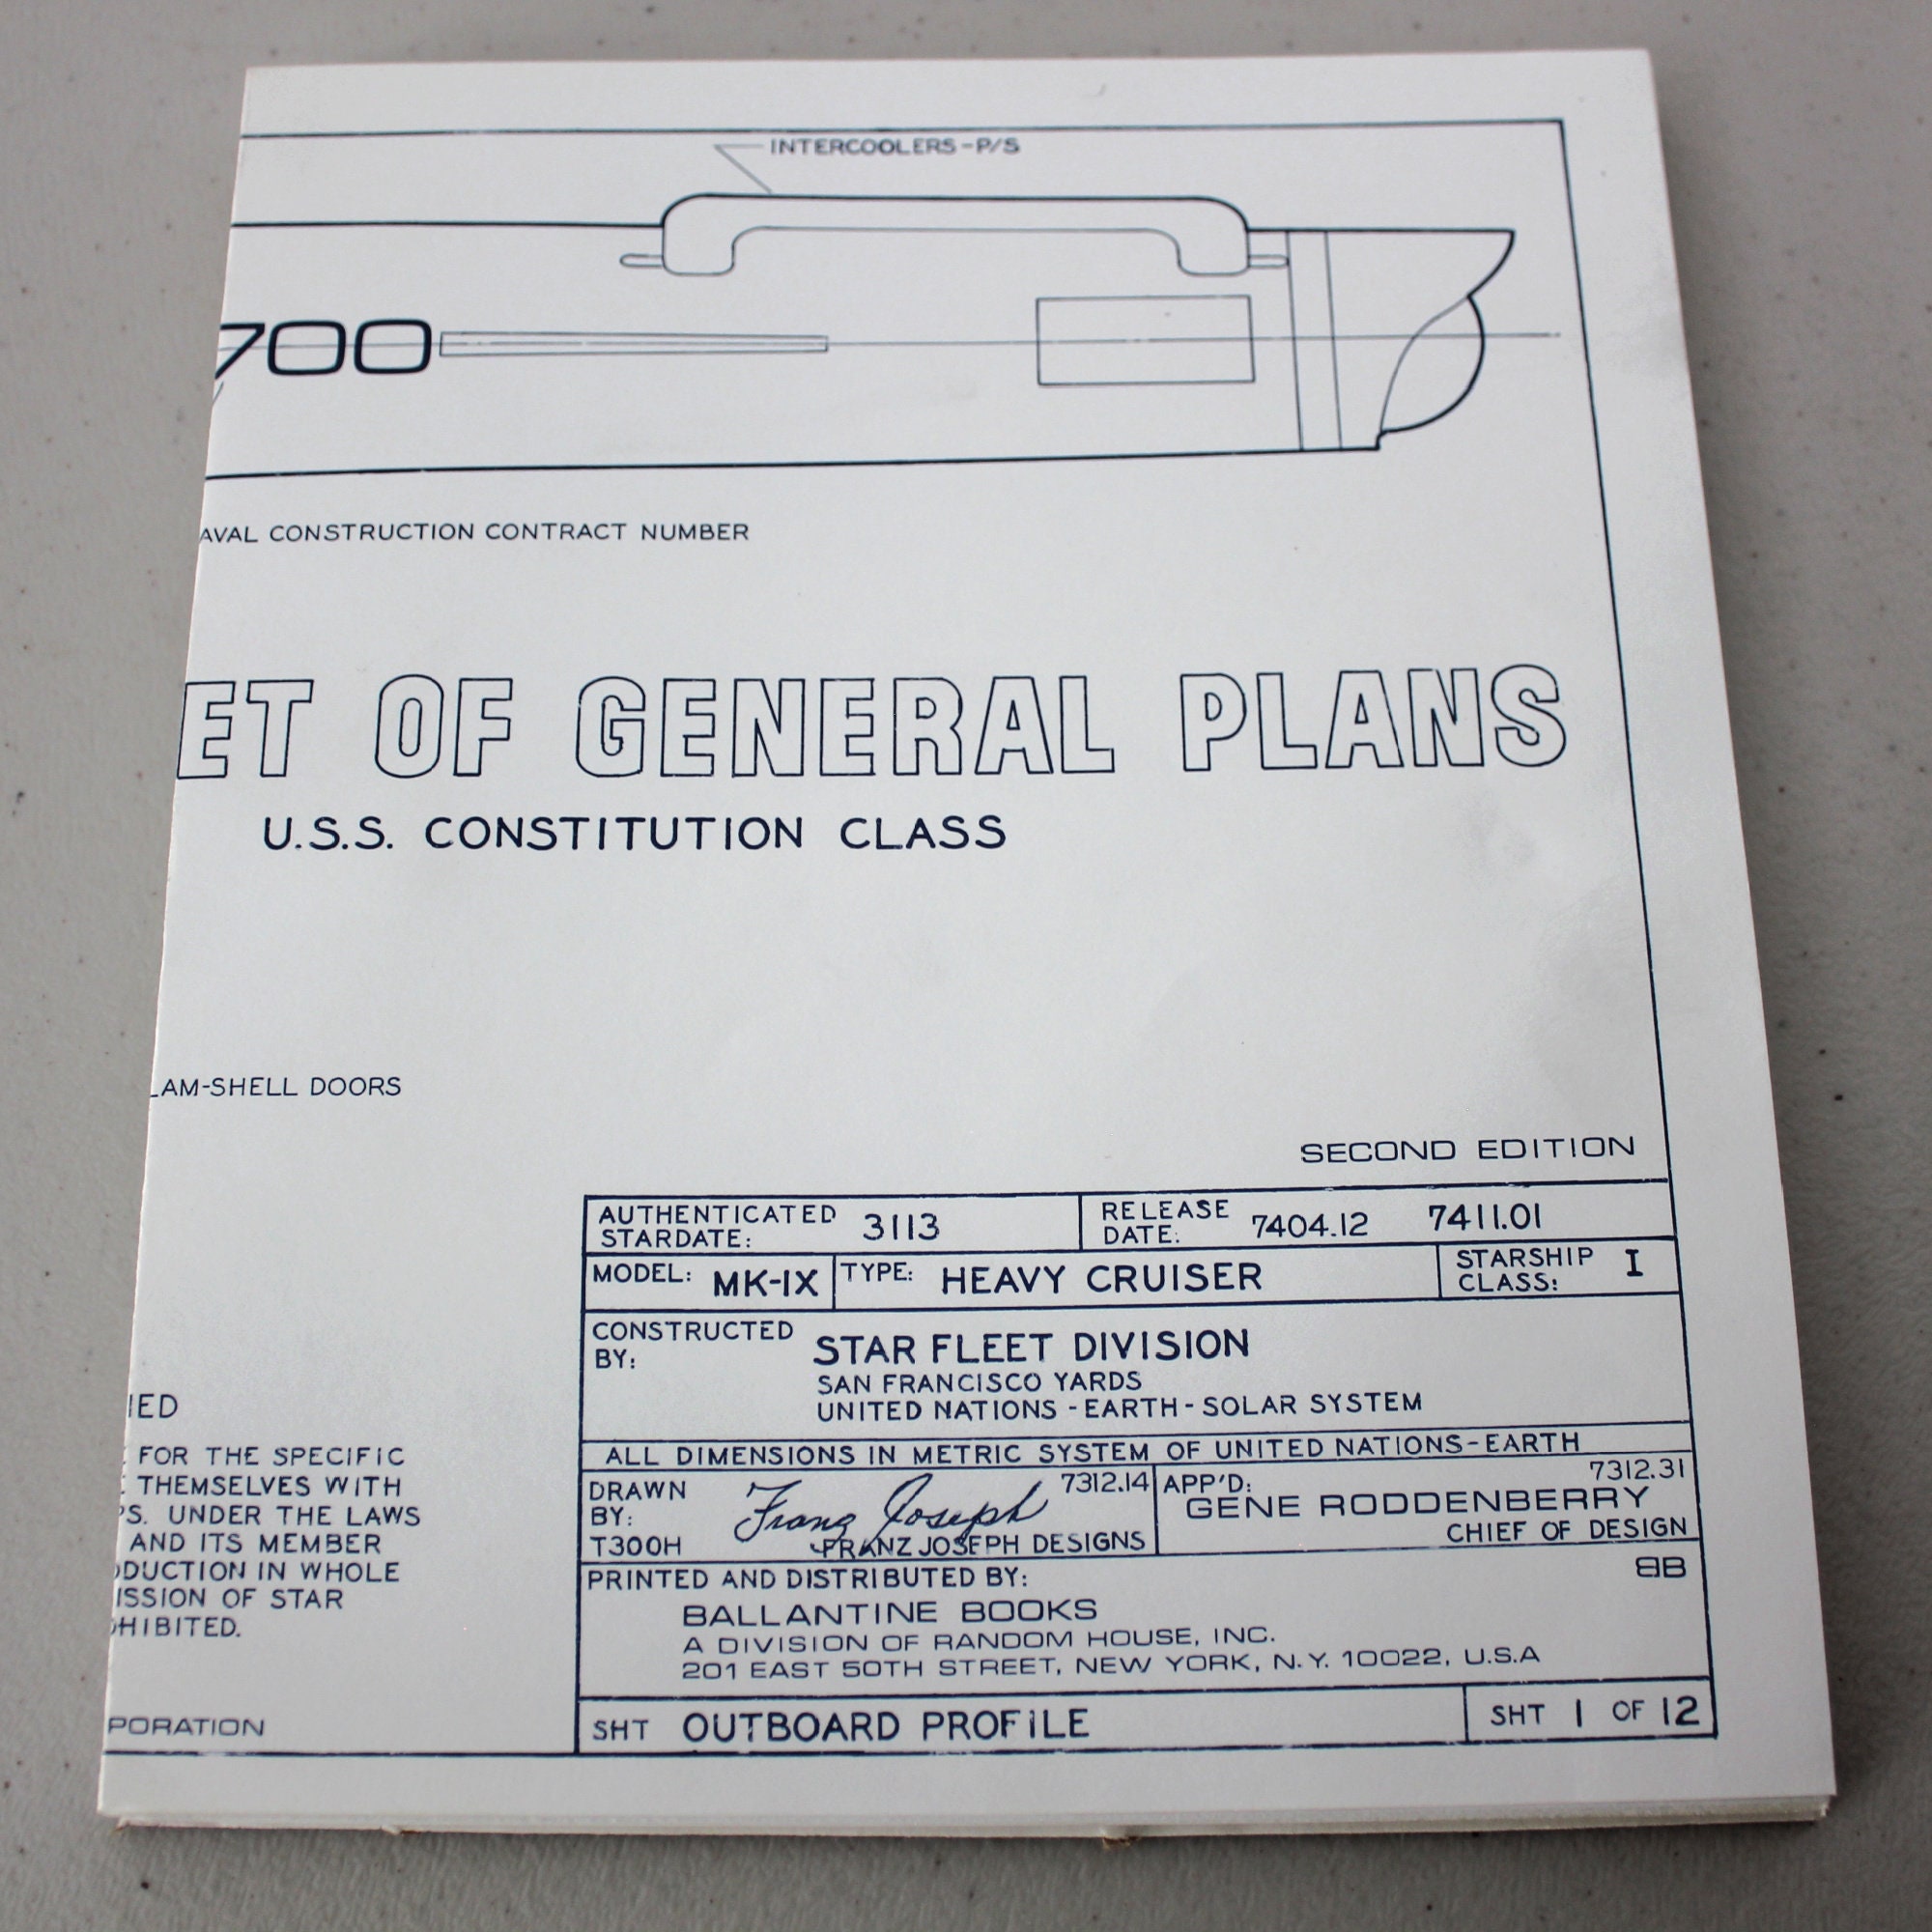 INTERCOOLERS-P/S
700
AVAL CONSTRUCTION CONTRACT NUMBER
ET OF GENERAL PLANS
U.S.S. CONSTITUTION CLASS
LAM-SHELL DOORS
SECOND EDITION
AUTHENTICATED STARDATE: 3113
RELEASE DATE: 7404.12 7411.01
MODEL: MK-IX
TYPE: HEAVY CRUISER
STARSHIP CLASS: I
CONSTRUCTED BY: STAR FLEET DIVISION
SAN FRANCISCO YARDS
UNITED NATIONS - EARTH - SOLAR SYSTEM
ALL DIMENSIONS IN METRIC SYSTEM OF UNITED NATIONS-EARTH
DRAWN BY: T300H
Franz Joseph 7312.14
FRANZ JOSEPH DESIGNS
APP'D: 7312.31
GENE RODDENBERRY
CHIEF OF DESIGN
BB
PRINTED AND DISTRIBUTED BY:
BALLANTINE BOOKS
A DIVISION OF RANDOM HOUSE, INC.
201 EAST 50TH STREET, NEW YORK, N.Y. 10022, U.S.A
SHT OUTBOARD PROFILE
SHT 1 OF 12
IED
FOR THE SPECIFIC
THEMSELVES WITH
PS. UNDER THE LAWS
AND ITS MEMBER
ODUCTION IN WHOLE
ISSION OF STAR
OHIBITED.
PORATION